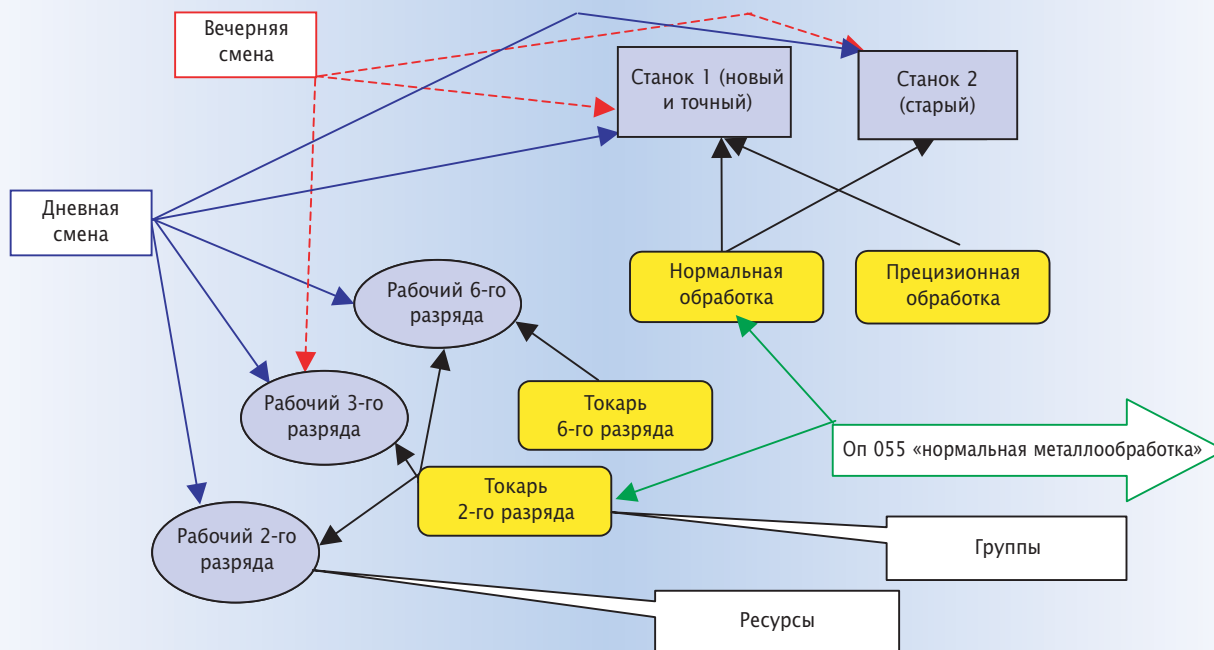 Вечерняя
смена
Станок 1 (новый
и точный)
Станок 2
(старый)
Дневная
смена
Нормальная
обработка
Прецизионная
обработка
Рабочий 6-го
разряда
Рабочий 3-го
разряда
Токарь
6-го разряда
Оп 055 «нормальная металлообработка»
Токарь
2-го разряда
Рабочий 2-го
разряда
Группы
Ресурсы